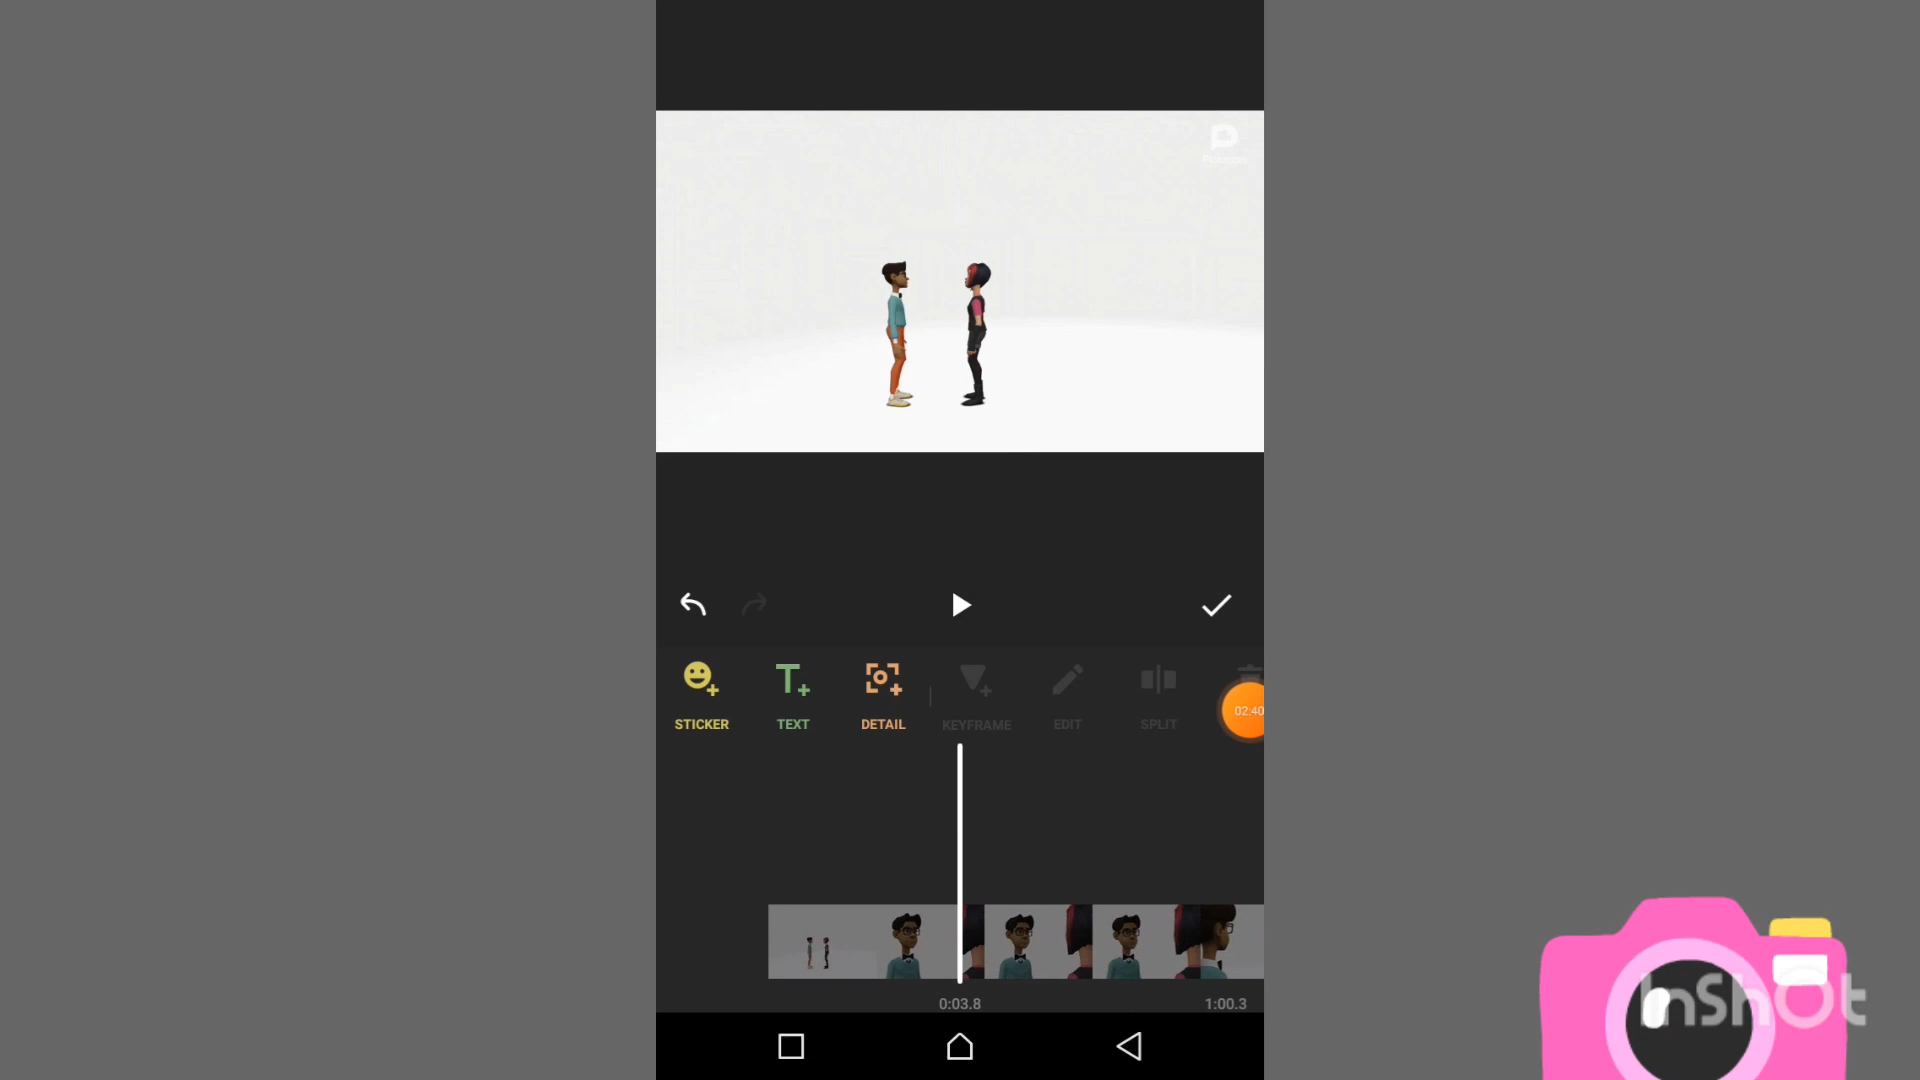 STICKER
TEXT
DETAIL
KEYFRAME
EDIT
SPLIT
02:40
0:03.8
1:00.3
InShOt